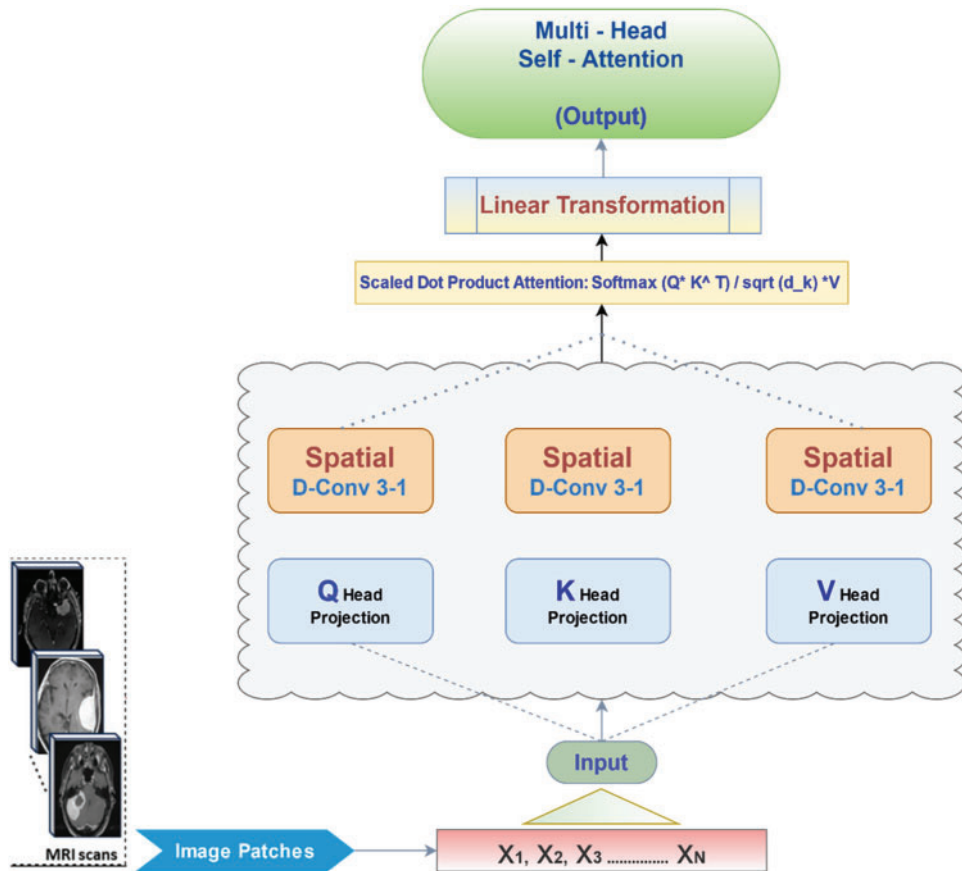 Multi - Head
Self - Attention
(Output)
Linear Transformation
Scaled Dot Product Attention: Softmax (Q* K^ T) / sqrt (d_k) *V
Spatial
D-Conv 3-1
Spatial
D-Conv 3-1
Spatial
D-Conv 3-1
Q Head
Projection
K Head
Projection
V Head
Projection
Input
MRI scans
Image Patches
X₁, X₂, X₃ ............... X_N